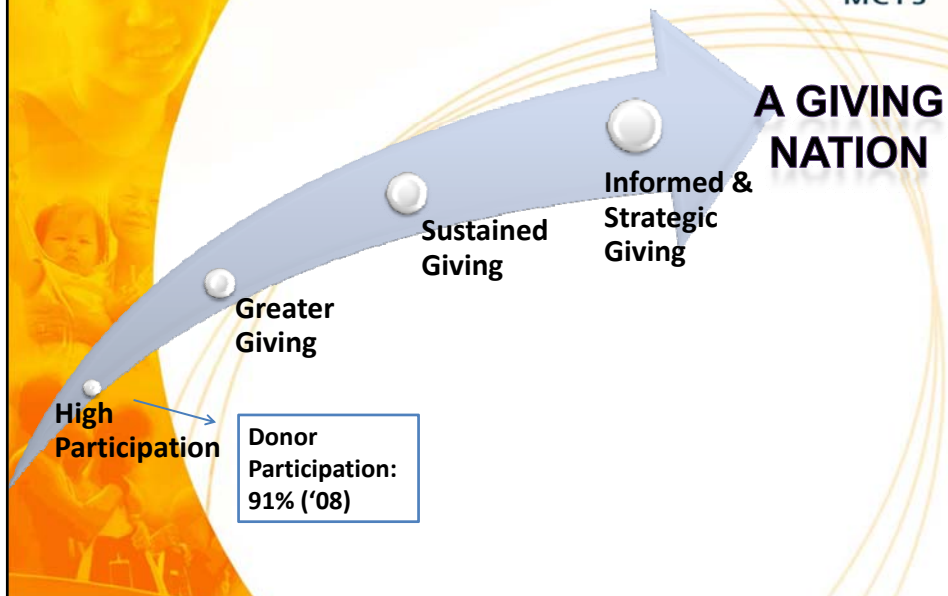 A GIVING
NATION
Informed &
Strategic
Giving
Sustained
Giving
Greater
Giving
High
Participation
Donor
Participation:
91% (‘08)